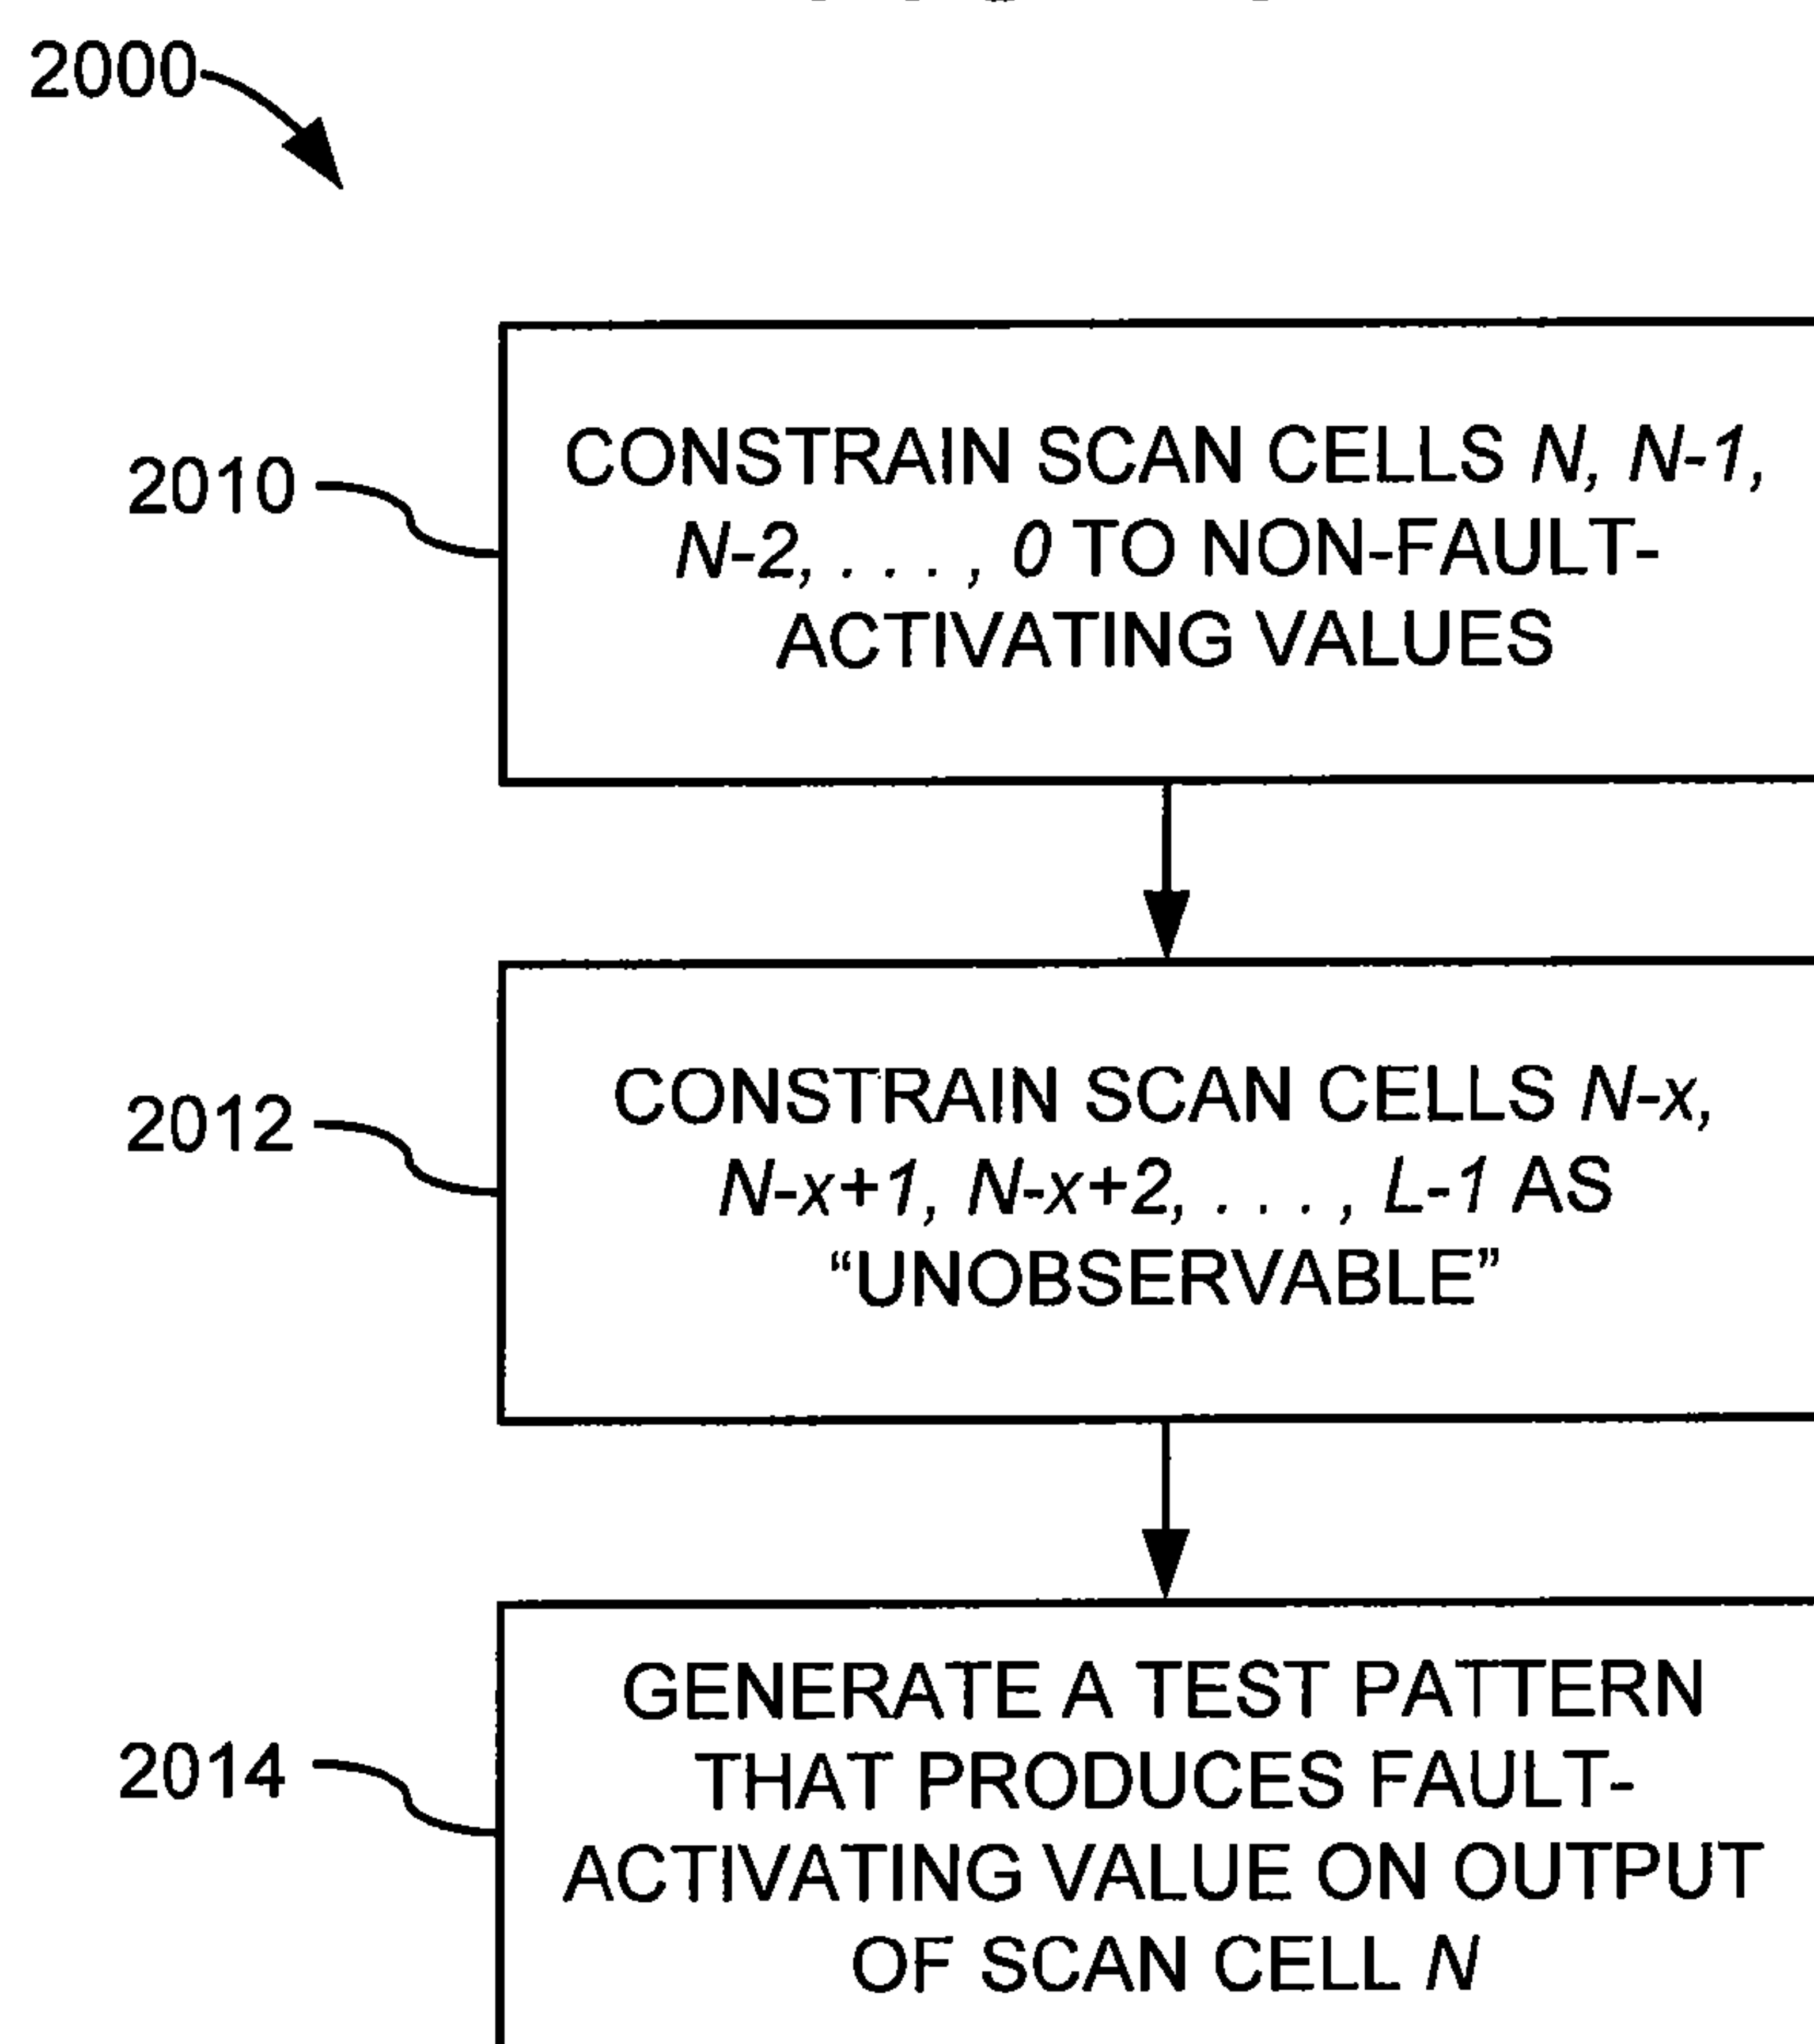 2000
2010
CONSTRAIN SCAN CELLS N, N-1,
N-2, . . . , 0 TO NON-FAULT-
ACTIVATING VALUES
2012
CONSTRAIN SCAN CELLS N-x,
N-x+1, N-x+2, . . . , L-1 AS
“UNOBSERVABLE”
2014
GENERATE A TEST PATTERN
THAT PRODUCES FAULT-
ACTIVATING VALUE ON OUTPUT
OF SCAN CELL N